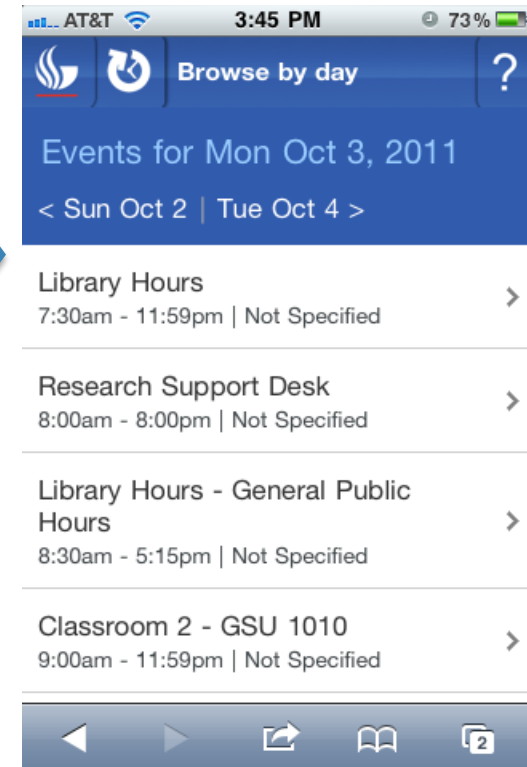 AT&T 3:45 PM 73%
Browse by day ?
Events for Mon Oct 3, 2011
< Sun Oct 2 | Tue Oct 4 >
Library Hours
7:30am - 11:59pm | Not Specified
Research Support Desk
8:00am - 8:00pm | Not Specified
Library Hours - General Public
Hours
8:30am - 5:15pm | Not Specified
Classroom 2 - GSU 1010
9:00am - 11:59pm | Not Specified
2